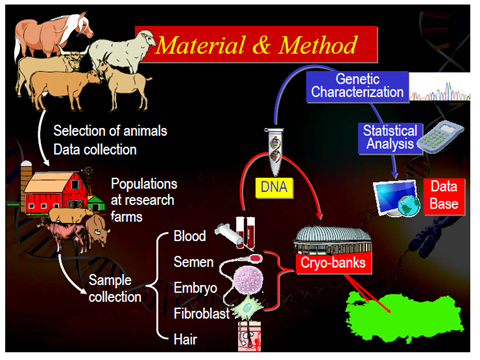 Material & Method
Genetic
Characterization
Selection of animals
Data collection
Statistical
Analysis
Populations
at research
farms
DNA
Data
Base
Blood
Semen
Cryo-banks
Sample
collection
Embryo
Fibroblast
Hair